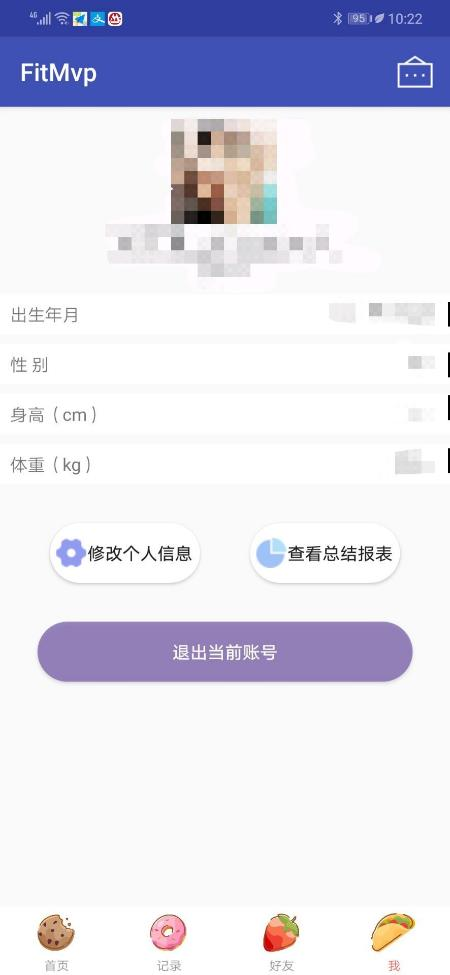 4G 95 10:22
FitMvp
出生年月
性 别
身高（cm）
体重（kg）
修改个人信息 查看总结报表
退出当前账号
首页 记录 好友 我